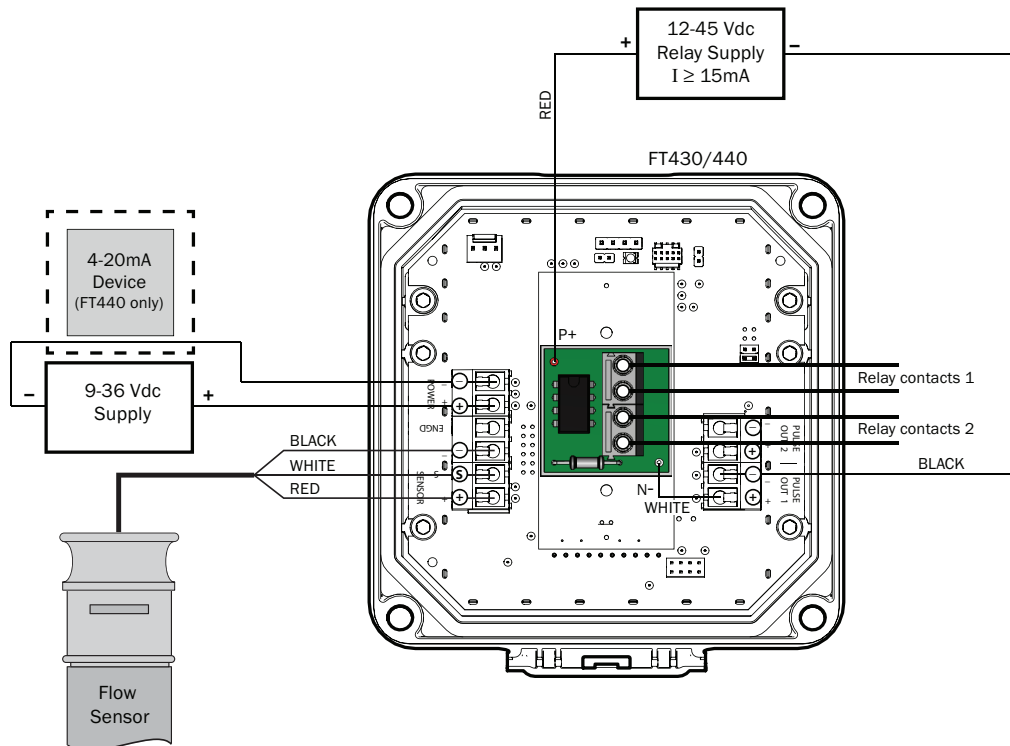 12-45 Vdc
Relay Supply
I ≥ 15mA
+
−
RED
FT430/440
4-20mA
Device
(FT440 only)
9-36 Vdc
Supply
−
+
P+
Relay contacts 1
Relay contacts 2
− POWER +
ENGD
− S SENSOR +
−
+
S
+
BLACK
WHITE
RED
PULSE OUT 2
− +
PULSE OUT 1
− +
−
+
−
+
BLACK
N-
WHITE
Flow
Sensor